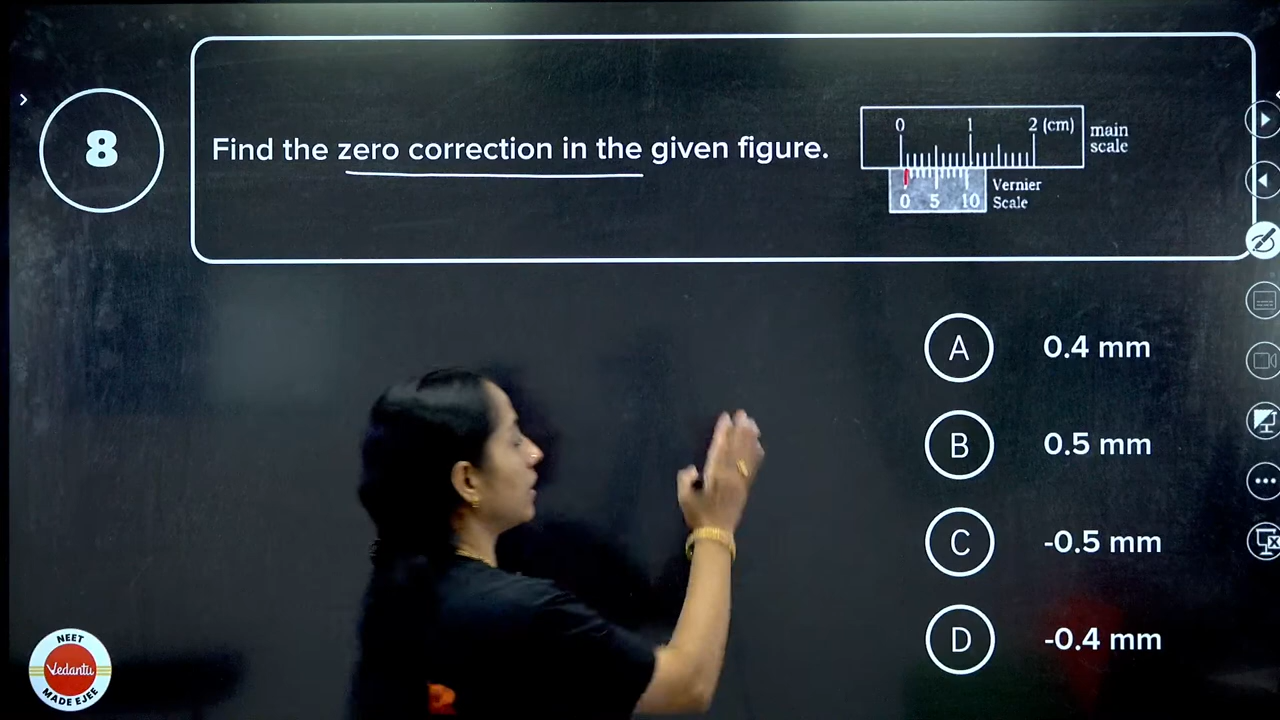 8
Find the zero correction in the given figure.
0 1 2 (cm)
main
scale
0 5 10
Vernier
Scale
A 0.4 mm
B 0.5 mm
C -0.5 mm
D -0.4 mm
NEET
Vedantu
MADE EJEE